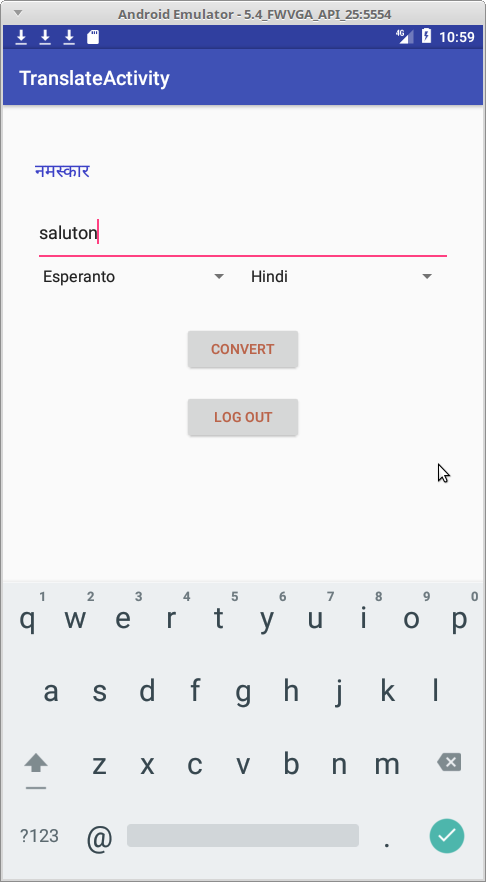 Android Emulator - 5.4_FWVGA_API_25:5554
4G 10:59
TranslateActivity
नमस्कार
saluton
Esperanto Hindi
CONVERT
LOG OUT
1 2 3 4 5 6 7 8 9 0
q w e r t y u i o p
a s d f g h j k l
z x c v b n m
?123 @ .